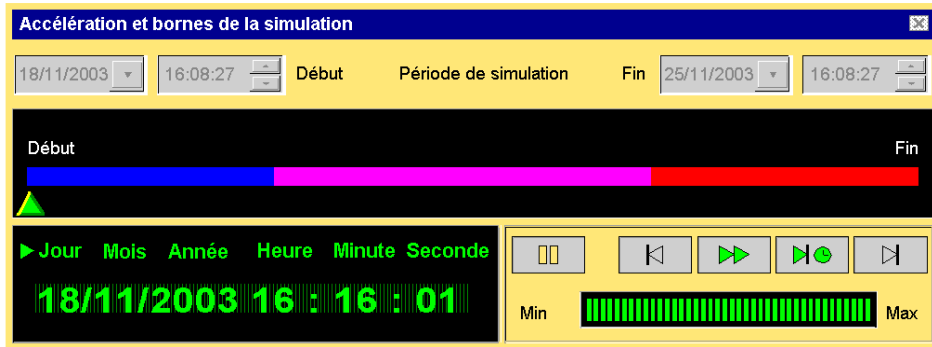 Accélération et bornes de la simulation
18/11/2003 16:08:27 Début Période de simulation Fin 25/11/2003 16:08:27
Début Fin
Jour Mois Année Heure Minute Seconde
18/11/2003 16 : 16 : 01
Min Max